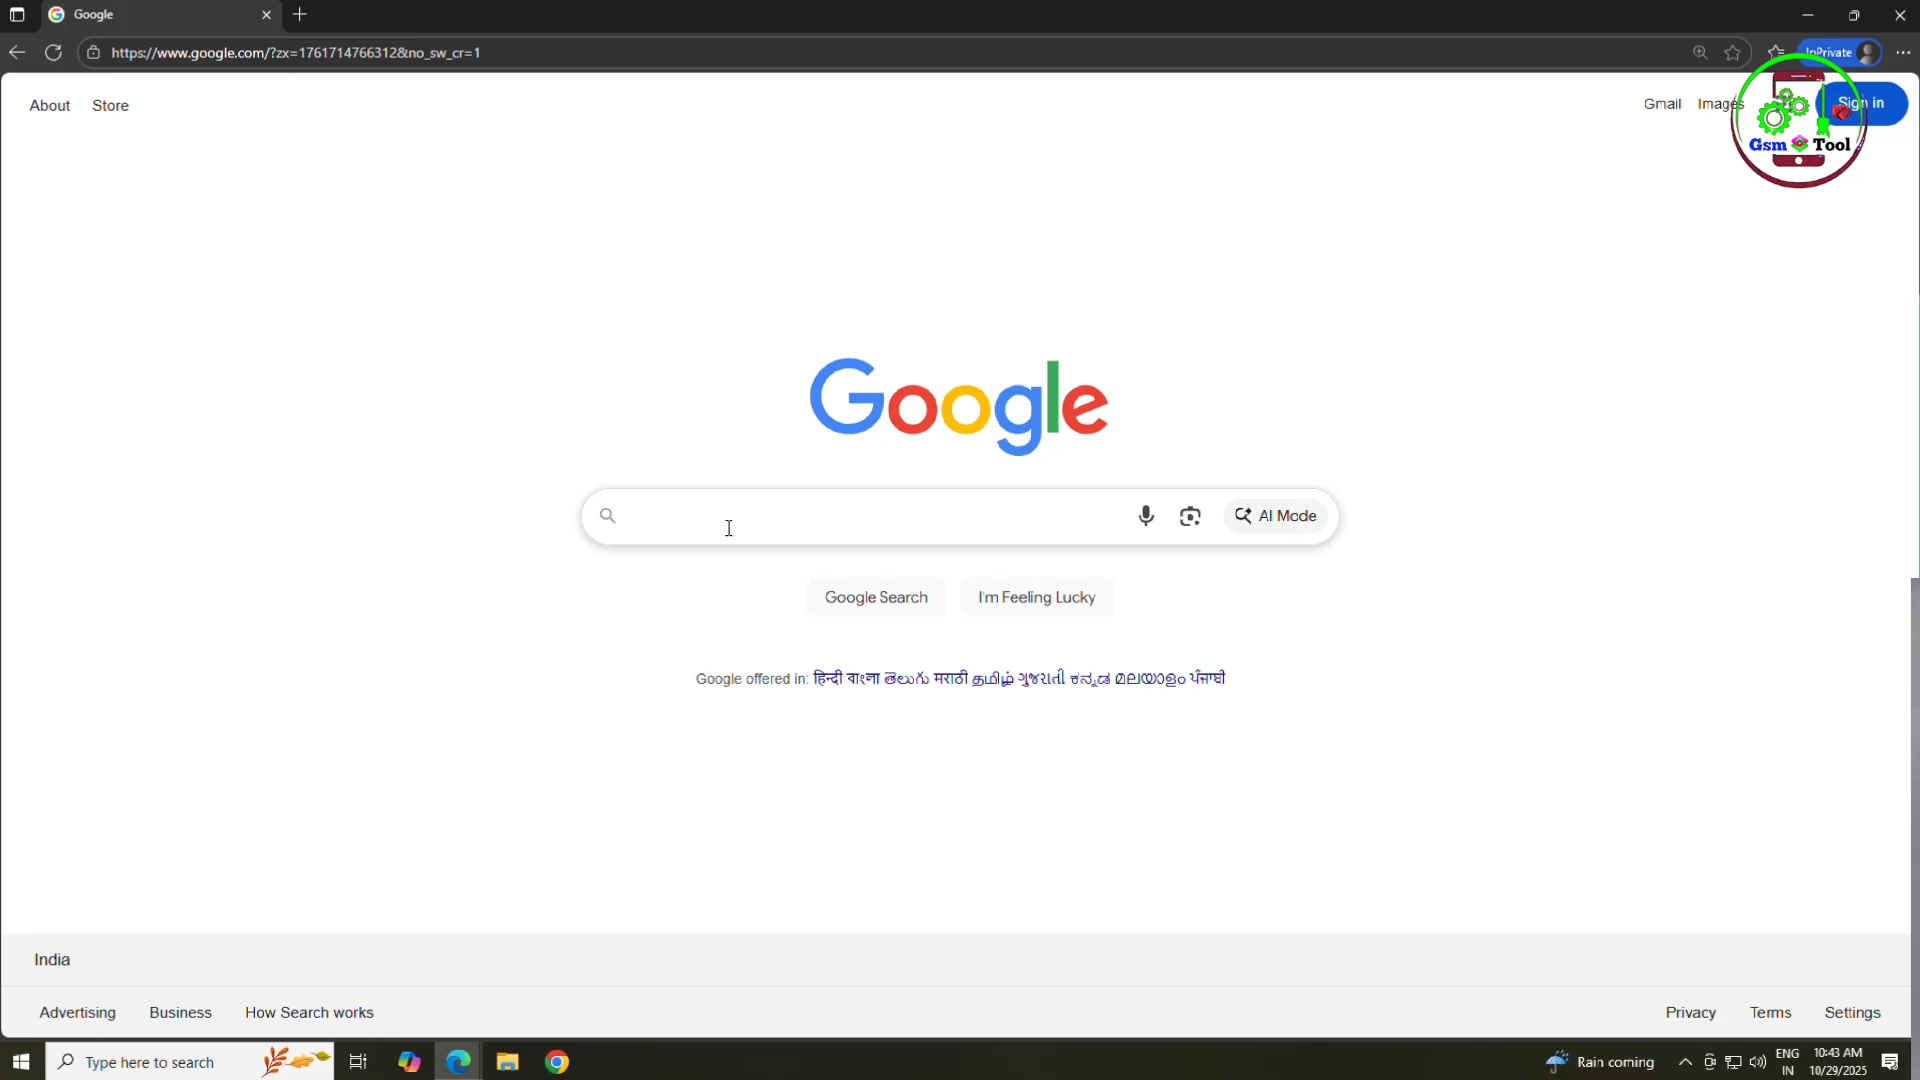 Google
https://www.google.com/?zx=1761714766312&no_sw_cr=1
InPrivate
About Store
Gmail Images
Sign in
Gsm Tool
Google
AI Mode
Google Search I'm Feeling Lucky
Google offered in: हिन्दी বাংলা తెలుగు मराठी தமிழ் ગુજરાતી ಕನ್ನಡ മലയാളം ਪੰਜਾਬੀ
India
Advertising Business How Search works
Privacy Terms Settings
Type here to search
Rain coming
ENG
IN
10:43 AM
10/29/2025